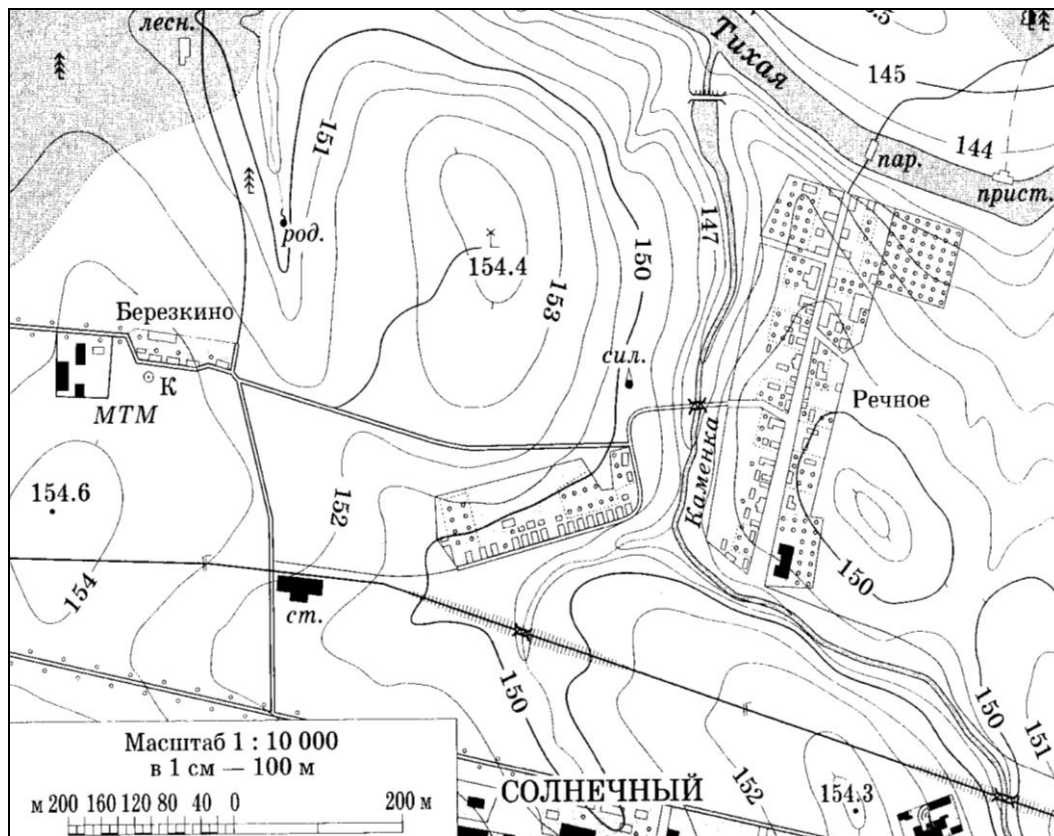 лесн.
Тихая
145
151
144
пар.
прист.
род.
147
154.4
150
153
Березкино
сил.
К
МТМ
Речное
Каменка
154.6
152
150
154
ст.
150
150
151
Масштаб 1 : 10 000
в 1 см — 100 м
СОЛНЕЧНЫЙ
152
154.3
м 200 160 120 80 40 0 200 м